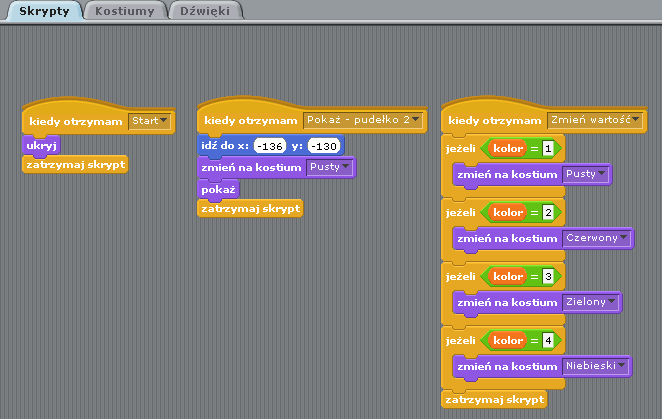 Skrypty Kostiumy Dźwięki
kiedy otrzymam Start
ukryj
zatrzymaj skrypt
kiedy otrzymam Pokaż - pudełko 2
idź do x: -136 y: -130
zmień na kostium Pusty
pokaż
zatrzymaj skrypt
kiedy otrzymam Zmień wartość
jeżeli kolor = 1
zmień na kostium Pusty
jeżeli kolor = 2
zmień na kostium Czerwony
jeżeli kolor = 3
zmień na kostium Zielony
jeżeli kolor = 4
zmień na kostium Niebieski
zatrzymaj skrypt